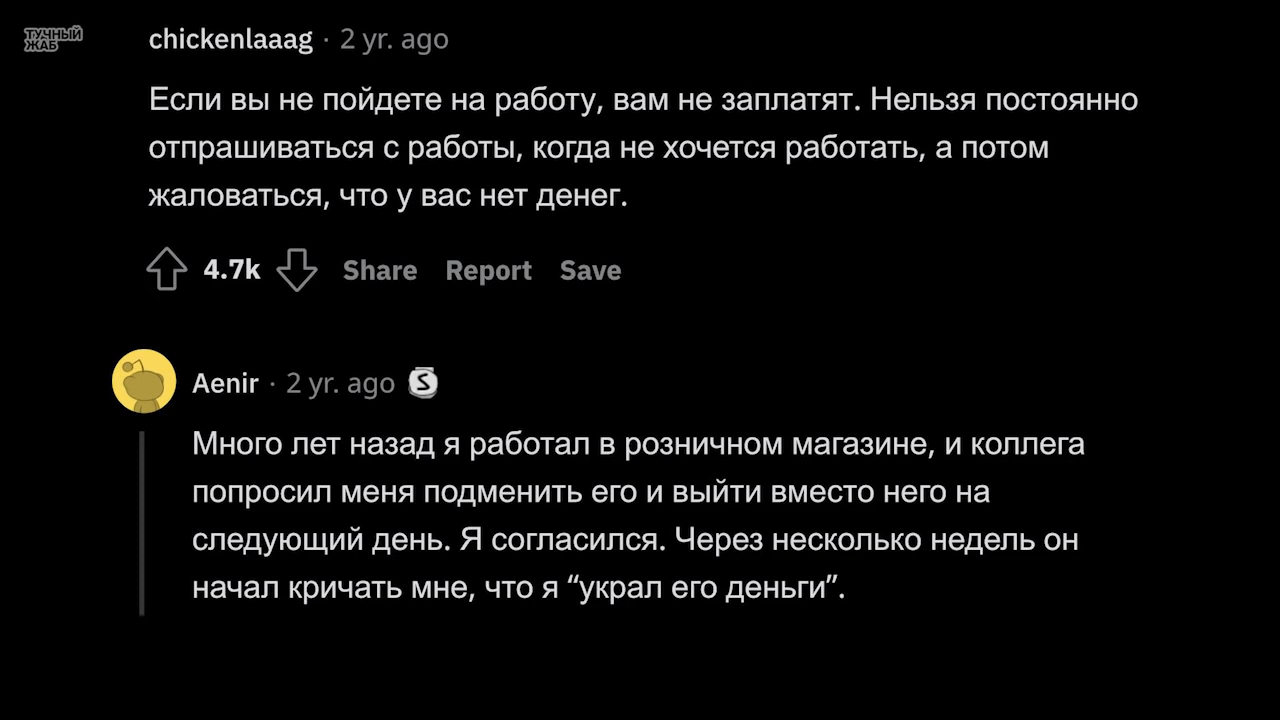 ТУЧНЫЙ
ЖАБ
chickenlaaag · 2 yr. ago
Если вы не пойдете на работу, вам не заплатят. Нельзя постоянно
отпрашиваться с работы, когда не хочется работать, а потом
жаловаться, что у вас нет денег.
4.7k Share Report Save
Aenir · 2 yr. ago S
Много лет назад я работал в розничном магазине, и коллега
попросил меня подменить его и выйти вместо него на
следующий день. Я согласился. Через несколько недель он
начал кричать мне, что я “украл его деньги”.